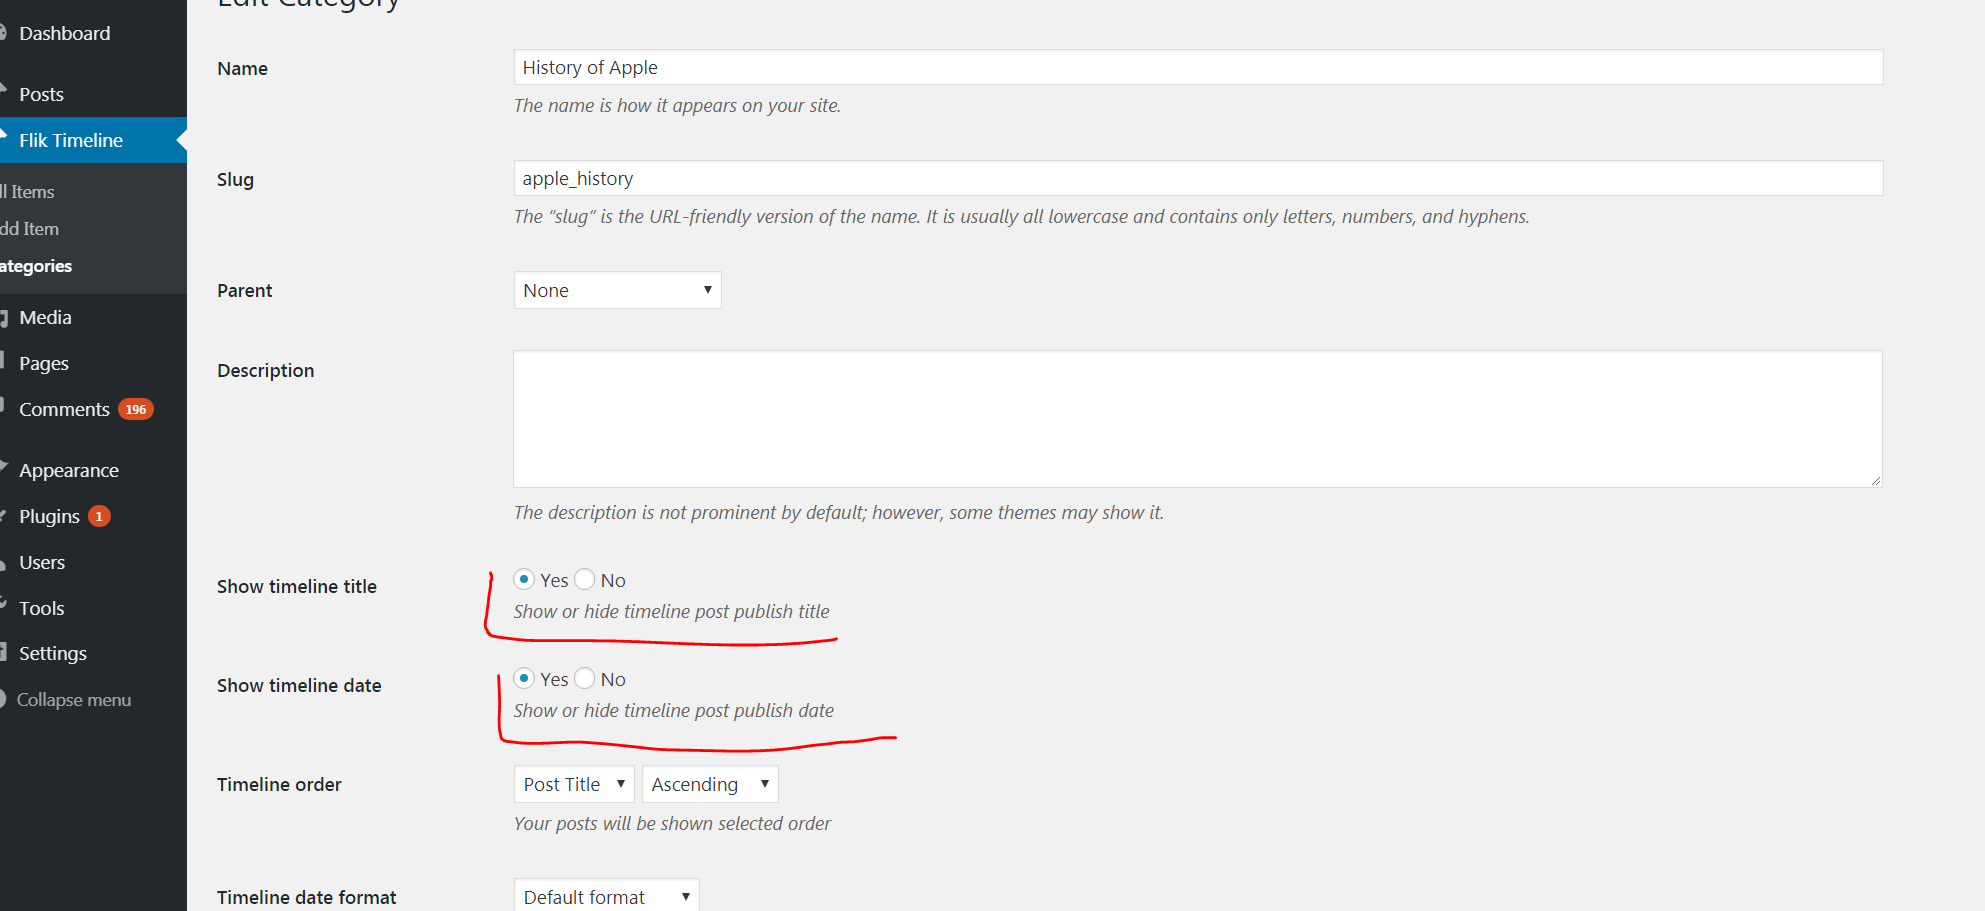 Edit Category
Dashboard
Posts
Flik Timeline
ll Items
dd Item
ategories
Media
Pages
Comments 196
Appearance
Plugins 1
Users
Tools
Settings
Collapse menu
Name
History of Apple
The name is how it appears on your site.
Slug
apple_history
The “slug” is the URL-friendly version of the name. It is usually all lowercase and contains only letters, numbers, and hyphens.
Parent
None
Description
The description is not prominent by default; however, some themes may show it.
Show timeline title
Yes No
Show or hide timeline post publish title
Show timeline date
Yes No
Show or hide timeline post publish date
Timeline order
Post Title Ascending
Your posts will be shown selected order
Timeline date format
Default format